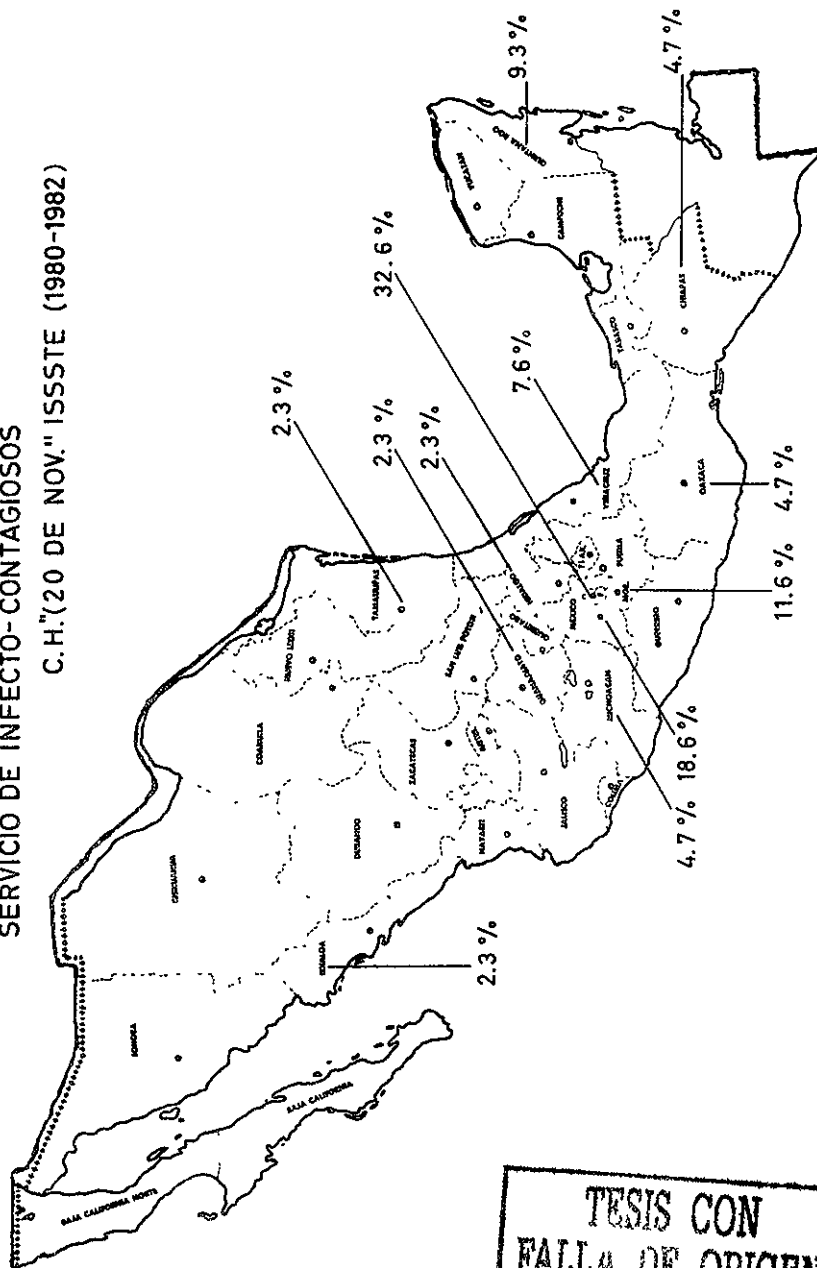 SERVICIO DE INFECTO-CONTAGIOSOS
C.H."(20 DE NOV." ISSSTE (1980-1982)
BAJA CALIFORNIA NORTE
BAJA CALIFORNIA
SONORA
CHIHUAHUA
COAHUILA
NUEVO LEON
TAMAULIPAS
SINALOA
DURANGO
ZACATECAS
SAN LUIS POTOSI
NAYARIT
JALISCO
COLIMA
GUANAJUATO
QUERETARO
HIDALGO
MICHOACAN
MEXICO
TLAX.
MOR.
PUEBLA
VERACRUZ
GUERRERO
OAXACA
TABASCO
CHIAPAS
CAMPECHE
YUCATAN
QUINTANA ROO
2.3 %
2.3 %
2.3 %
32.6 %
7.6 %
9.3 %
4.7 %
2.3 %
4.7 %
18.6 %
11.6 %
4.7 %
TESIS CON
FALLA DE ORIGEN